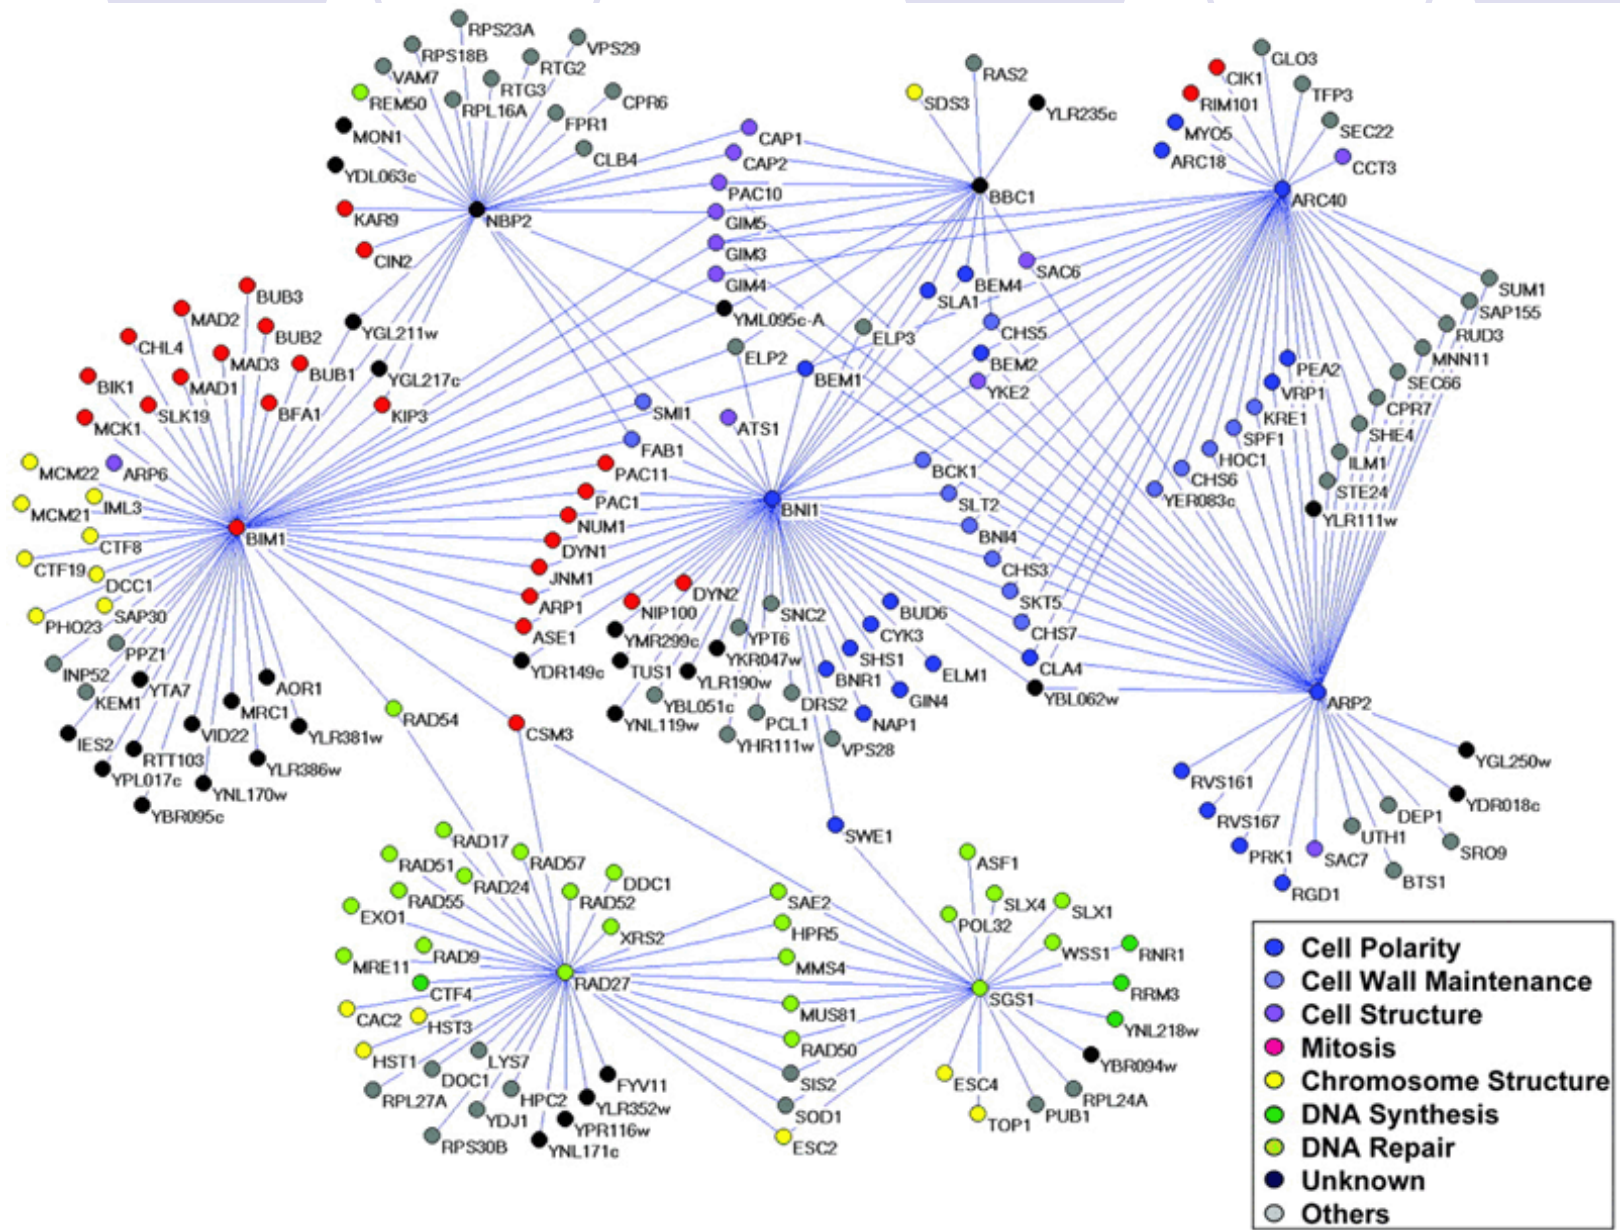 RPS23A
RPS18B
VPS29
VAM7
RTG2
RTG3
REM50
RPL16A
CPR6
FPR1
MON1
CLB4
YDL063c
KAR9
NBP2
CIN2
CAP1
CAP2
PAC10
GIM5
GIM3
GIM4
YML095c-A
ELP2
ELP3
RAS2
SDS3
YLR235c
BBC1
SAC6
BEM4
SLA1
CHS5
BEM2
YKE2
BEM1
GLO3
CIK1
RIM101
TFP3
MYO5
SEC22
ARC18
CCT3
ARC40
SUM1
SAP155
RUD3
MNN11
SEC66
CPR7
SHE4
ILM1
STE24
YLR111w
PEA2
VRP1
KRE1
SPF1
HOC1
CHS6
YER083c
BUB3
MAD2
BUB2
CHL4
MAD3
BUB1
YGL211w
YGL217c
BIK1
MAD1
SLK19
BFA1
KIP3
MCK1
MCM22
ARP6
IML3
MCM21
CTF8
BIM1
CTF19
DCC1
SAP30
PHO23
PPZ1
INP52
KEM1
YTA7
AOR1
MRC1
IES2
VID22
YLR381w
RTT103
YPL017c
YLR386w
YNL170w
YBR095c
SMI1
FAB1
ATS1
PAC11
PAC1
NUM1
DYN1
JNM1
ARP1
ASE1
YDR149c
BNI1
BCK1
SLT2
BNI4
CHS3
SKT5
CHS7
CLA4
YBL062w
DYN2
NIP100
SNC2
BUD6
YMR299c
YPT6
CYK3
TUS1
YKR047w
SHS1
ELM1
YLR190w
BNR1
YBL051c
DRS2
GIN4
YNL119w
PCL1
NAP1
YHR111w
VPS28
RAD54
CSM3
SWE1
ARP2
RVS161
YGL250w
RVS167
YDR018c
DEP1
UTH1
PRK1
SAC7
SRO9
RGD1
BTS1
RAD17
RAD51
RAD57
RAD24
DDC1
RAD55
RAD52
EXO1
XRS2
RAD9
MRE11
RAD27
CTF4
CAC2
HST3
HST1
LYS7
DOC1
FYV11
RPL27A
HPC2
YLR352w
YDJ1
YPR116w
RPS30B
YNL171c
SAE2
HPR5
MMS4
MUS81
RAD50
SIS2
SOD1
ESC2
ASF1
SLX4
SLX1
POL32
WSS1
RNR1
SGS1
RRM3
YNL218w
YBR094w
ESC4
RPL24A
TOP1
PUB1
Cell Polarity
Cell Wall Maintenance
Cell Structure
Mitosis
Chromosome Structure
DNA Synthesis
DNA Repair
Unknown
Others